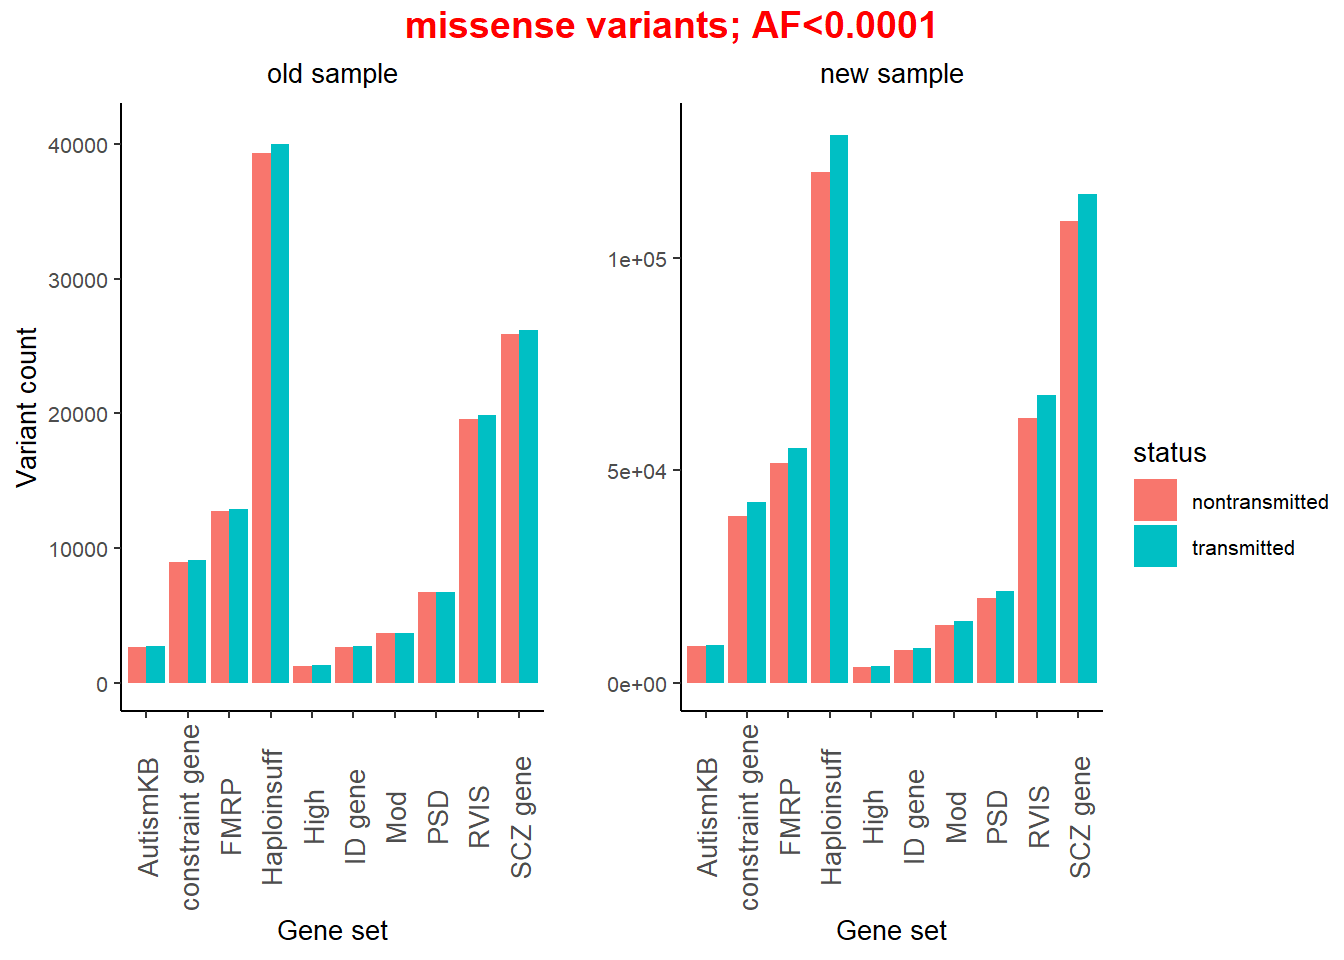 missense variants; AF<0.0001
old sample
new sample
Variant count
40000
30000
20000
10000
0
1e+05
5e+04
0e+00
AutismKB
constraint gene
FMRP
Haploinsuff
High
ID gene
Mod
PSD
RVIS
SCZ gene
Gene set
AutismKB
constraint gene
FMRP
Haploinsuff
High
ID gene
Mod
PSD
RVIS
SCZ gene
Gene set
status
nontransmitted
transmitted